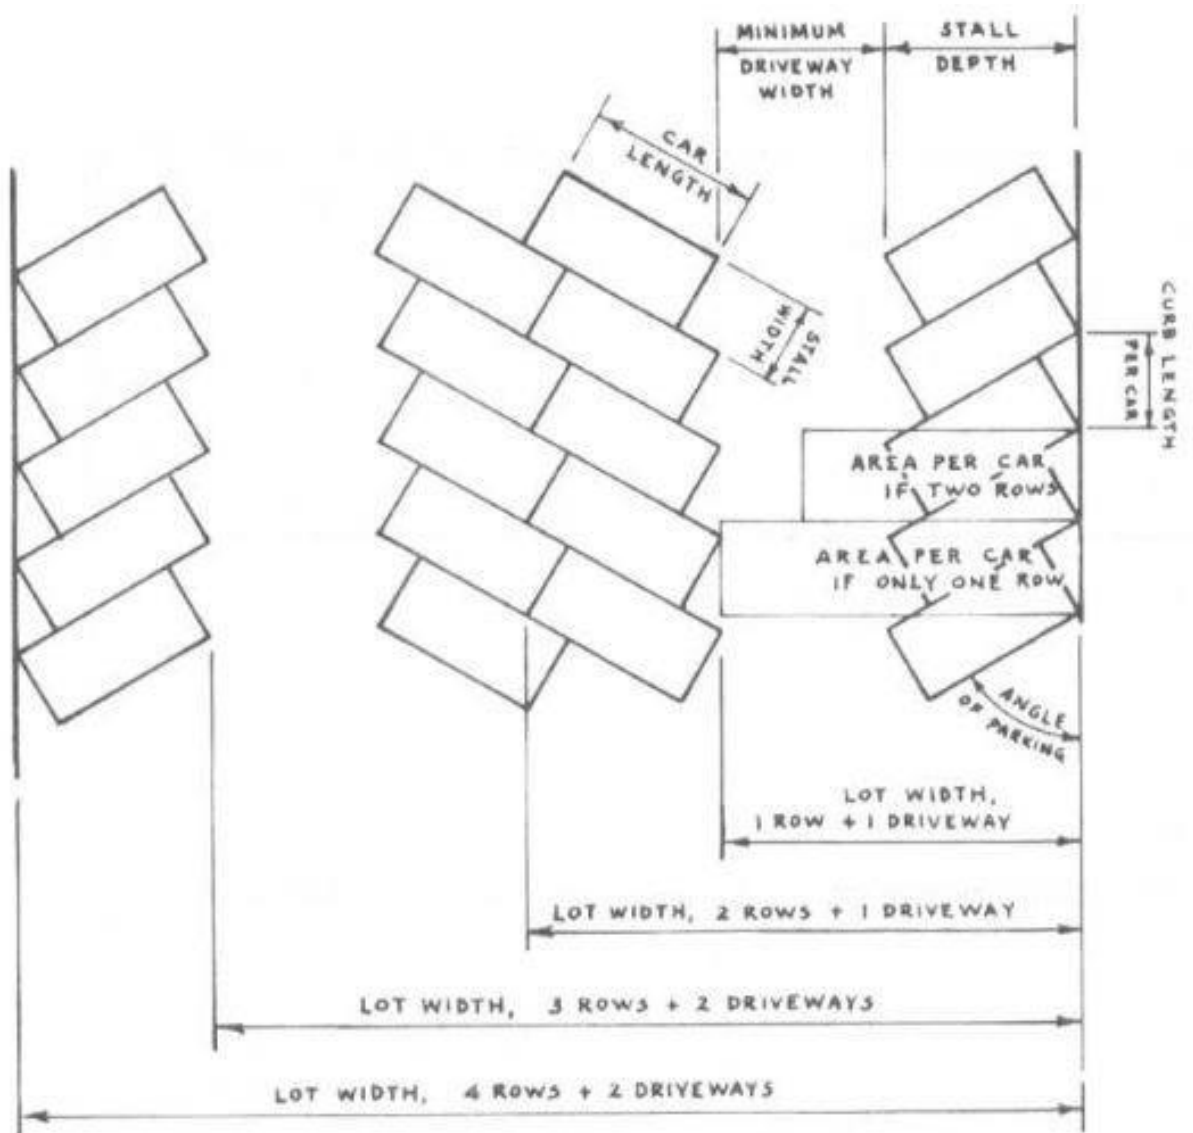 MINIMUM
DRIVEWAY
WIDTH
STALL
DEPTH
CAR
LENGTH
STALL
WIDTH
CURB LENGTH
PER CAR
AREA PER CAR
IF TWO ROWS
AREA PER CAR
IF ONLY ONE ROW
ANGLE
OF PARKING
LOT WIDTH,
1 ROW + 1 DRIVEWAY
LOT WIDTH, 2 ROWS + 1 DRIVEWAY
LOT WIDTH, 3 ROWS + 2 DRIVEWAYS
LOT WIDTH, 4 ROWS + 2 DRIVEWAYS